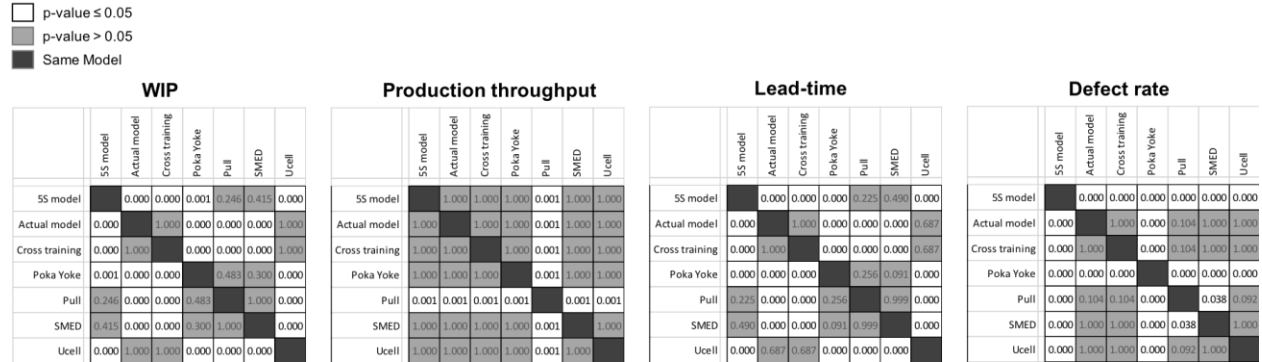 p-value ≤ 0.05
p-value > 0.05
Same Model
WIP
5S model Actual model Cross training Poka Yoke Pull SMED Ucell
5S model 0.000 0.000 0.001 0.246 0.415 0.000
Actual model 0.000 1.000 0.000 0.000 0.000 1.000
Cross training 0.000 1.000 0.000 0.000 0.000 1.000
Poka Yoke 0.001 0.000 0.000 0.483 0.300 0.000
Pull 0.246 0.000 0.000 0.483 1.000 0.000
SMED 0.415 0.000 0.000 0.300 1.000 0.000
Ucell 0.000 1.000 1.000 0.000 0.000 0.000
Production throughput
5S model Actual model Cross training Poka Yoke Pull SMED Ucell
5S model 1.000 1.000 1.000 0.001 1.000 1.000
Actual model 1.000 1.000 1.000 0.001 1.000 1.000
Cross training 1.000 1.000 1.000 0.001 1.000 1.000
Poka Yoke 1.000 1.000 1.000 0.001 1.000 1.000
Pull 0.001 0.001 0.001 0.001 0.001 0.001
SMED 1.000 1.000 1.000 1.000 0.001 1.000
Ucell 1.000 1.000 1.000 1.000 0.001 1.000
Lead-time
5S model Actual model Cross training Poka Yoke Pull SMED Ucell
5S model 0.000 0.000 0.000 0.225 0.490 0.000
Actual model 0.000 1.000 0.000 0.000 0.000 0.687
Cross training 0.000 1.000 0.000 0.000 0.000 0.687
Poka Yoke 0.000 0.000 0.000 0.256 0.091 0.000
Pull 0.225 0.000 0.000 0.256 0.999 0.000
SMED 0.490 0.000 0.000 0.091 0.999 0.000
Ucell 0.000 0.687 0.687 0.000 0.000 0.000
Defect rate
5S model Actual model Cross training Poka Yoke Pull SMED Ucell
5S model 0.000 0.000 0.000 0.000 0.000 0.000
Actual model 0.000 1.000 0.000 0.104 1.000 1.000
Cross training 0.000 1.000 0.000 0.104 1.000 1.000
Poka Yoke 0.000 0.000 0.000 0.000 0.000 0.000
Pull 0.000 0.104 0.104 0.000 0.038 0.092
SMED 0.000 1.000 1.000 0.000 0.038 1.000
Ucell 0.000 1.000 1.000 0.000 0.092 1.000